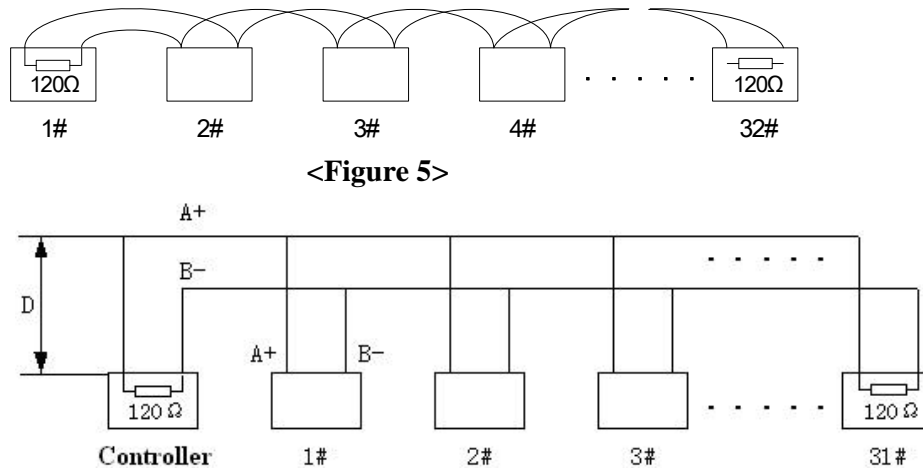 120Ω 120Ω
1# 2# 3# 4# 32#
<Figure 5>
A+
B-
D
A+ B-
120 Ω 120 Ω
Controller 1# 2# 3# 31#